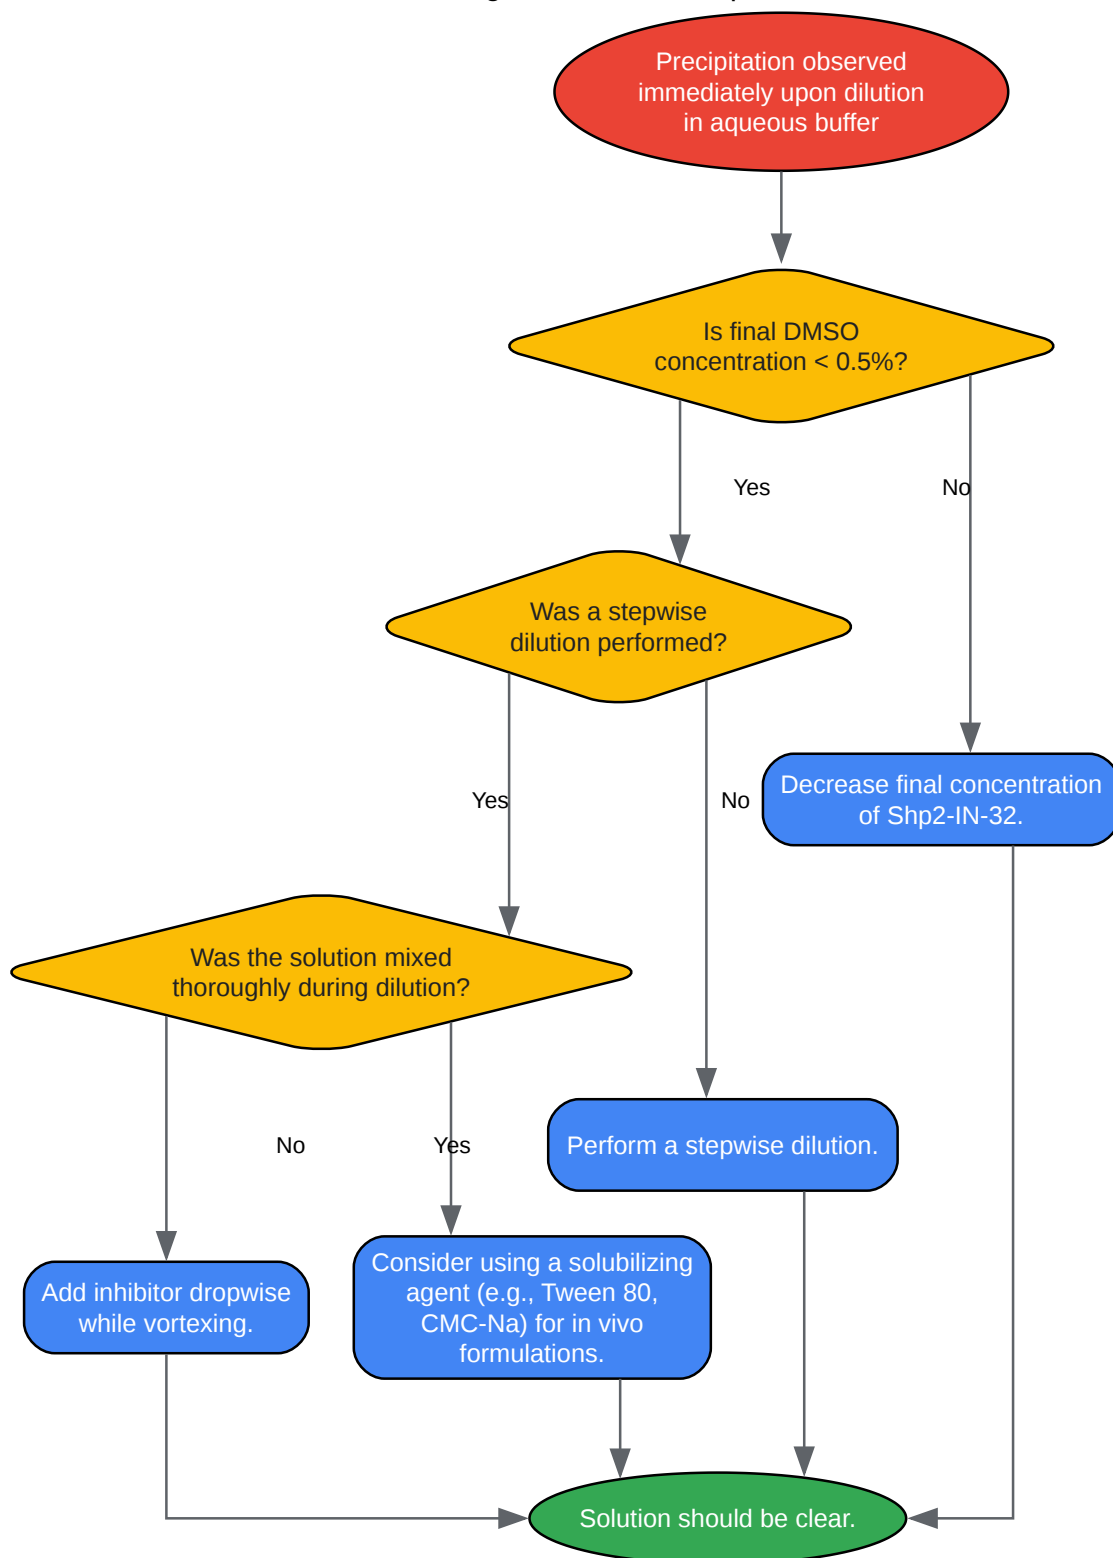 Precipitation observed
immediately upon dilution
in aqueous buffer
Is final DMSO
concentration < 0.5%?
Yes
No
Was a stepwise
dilution performed?
Yes
No
Decrease final concentration
of Shp2-IN-32.
Was the solution mixed
thoroughly during dilution?
No
Yes
Perform a stepwise dilution.
Add inhibitor dropwise
while vortexing.
Consider using a solubilizing
agent (e.g., Tween 80,
CMC-Na) for in vivo
formulations.
Solution should be clear.